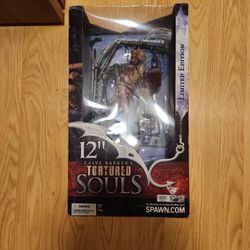 LIMITED EDITION
12"
CLIVE BARKER'S
TORTURED
SOULS
SPAWN.COM